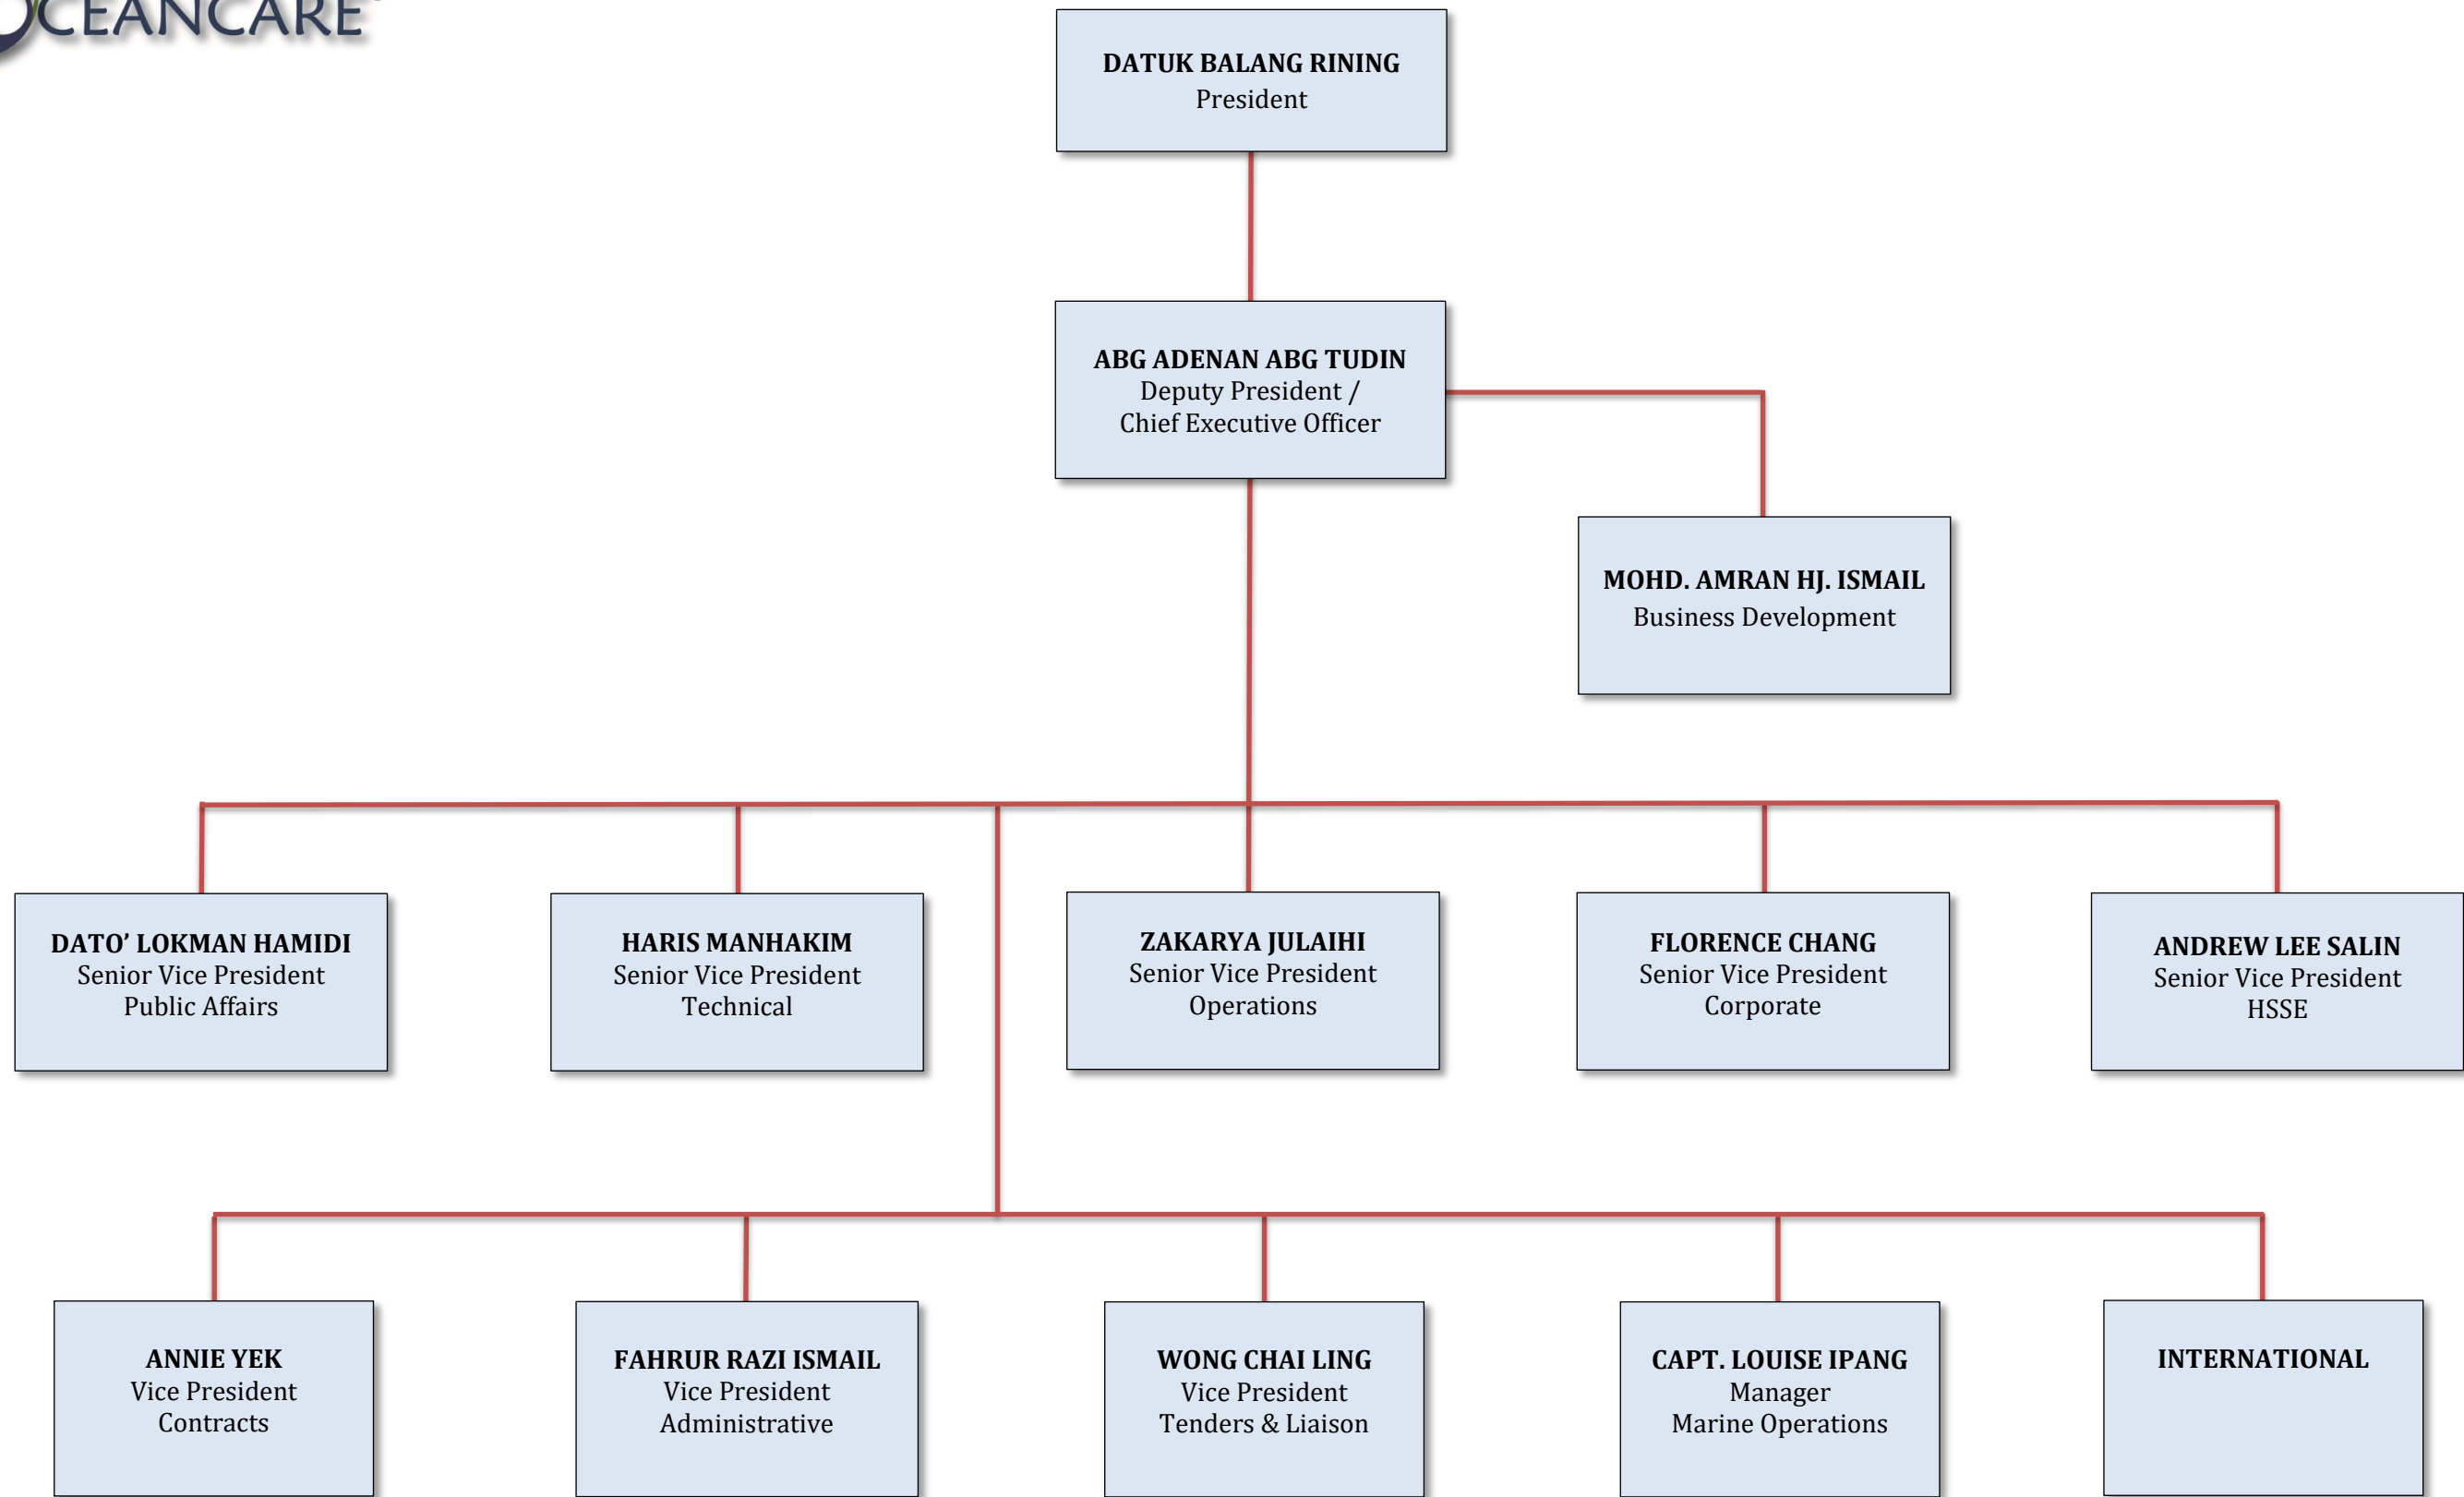 OCEANCARE
DATUK BALANG RINING
President
ABG ADENAN ABG TUDIN
Deputy President /
Chief Executive Officer
MOHD. AMRAN HJ. ISMAIL
Business Development
DATO’ LOKMAN HAMIDI
Senior Vice President
Public Affairs
HARIS MANHAKIM
Senior Vice President
Technical
ZAKARYA JULAIHI
Senior Vice President
Operations
FLORENCE CHANG
Senior Vice President
Corporate
ANDREW LEE SALIN
Senior Vice President
HSSE
ANNIE YEK
Vice President
Contracts
FAHRUR RAZI ISMAIL
Vice President
Administrative
WONG CHAI LING
Vice President
Tenders & Liaison
CAPT. LOUISE IPANG
Manager
Marine Operations
INTERNATIONAL